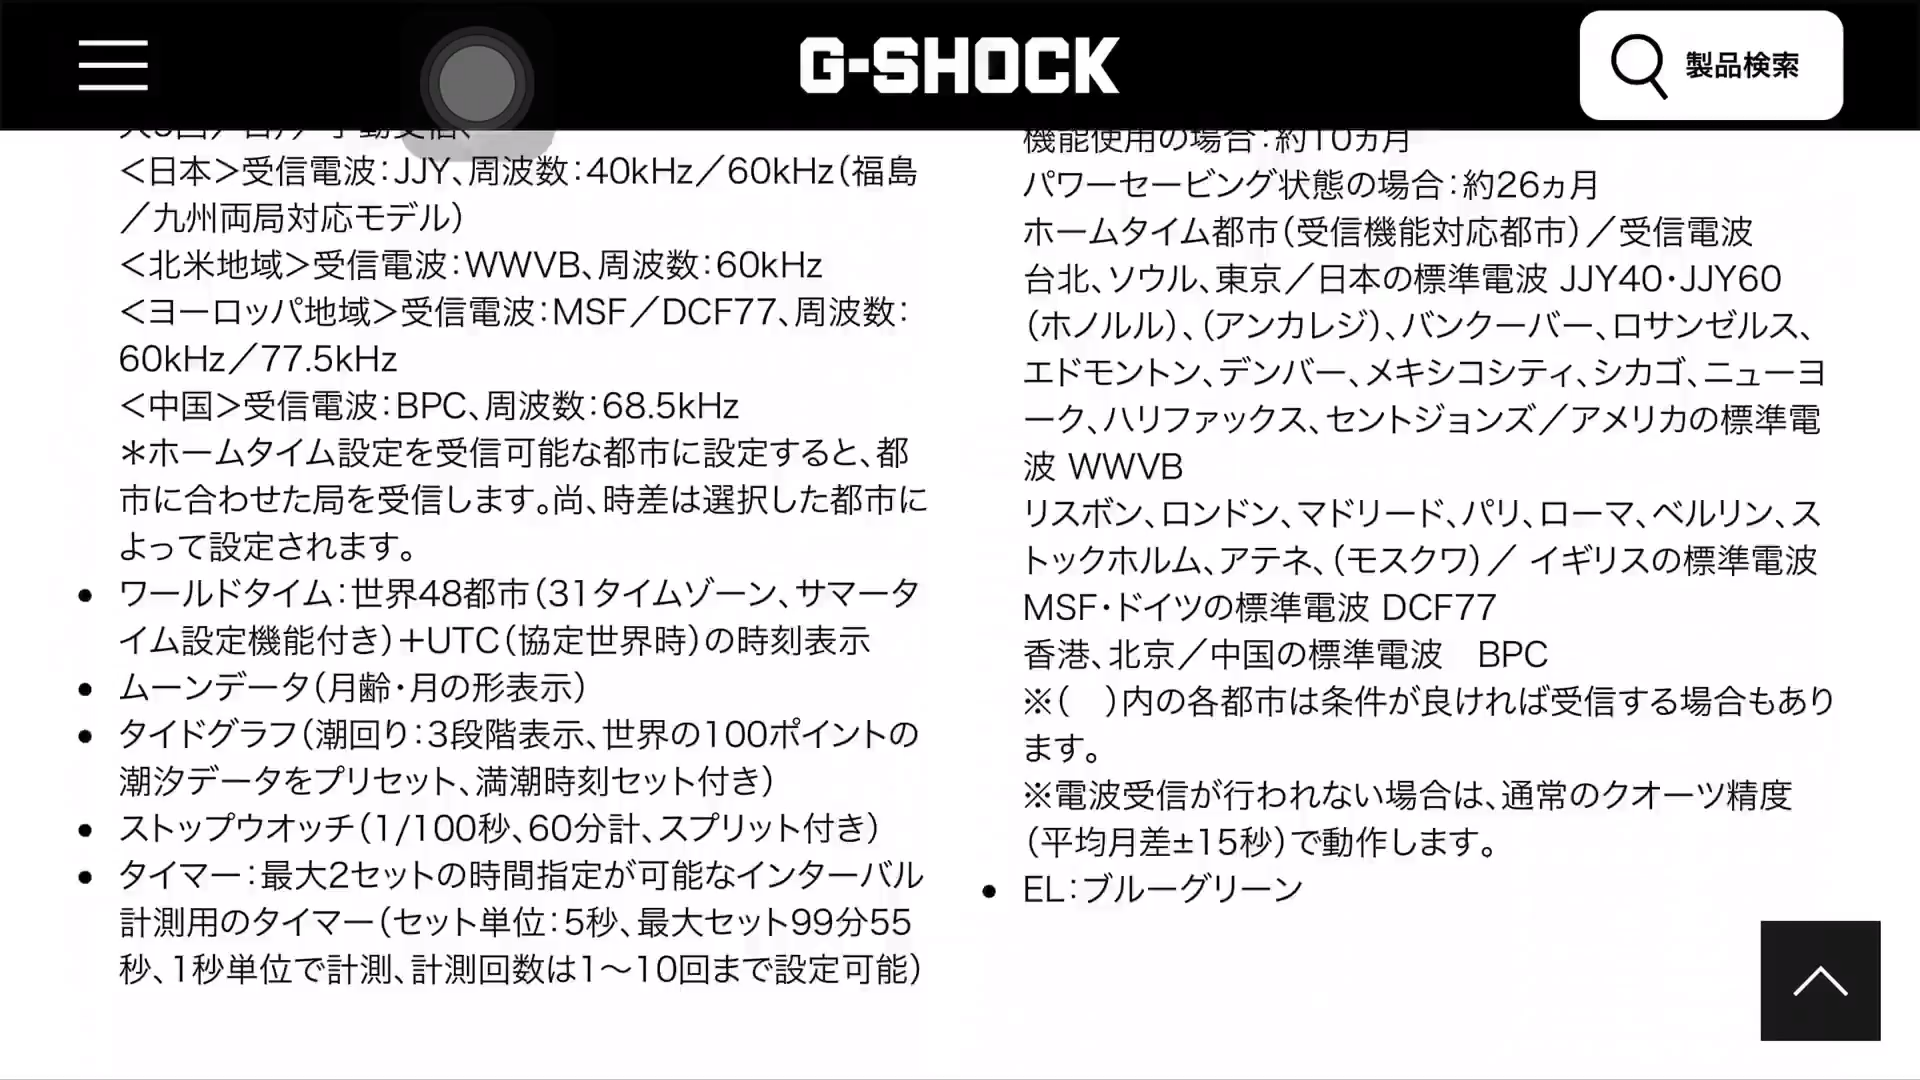 G-SHOCK
製品検索
＜日本＞受信電波：JJY、周波数：40kHz／60kHz（福島
／九州両局対応モデル）
＜北米地域＞受信電波：WWVB、周波数：60kHz
＜ヨーロッパ地域＞受信電波：MSF／DCF77、周波数：
60kHz／77.5kHz
＜中国＞受信電波：BPC、周波数：68.5kHz
＊ホームタイム設定を受信可能な都市に設定すると、都
市に合わせた局を受信します。尚、時差は選択した都市に
よって設定されます。
● ワールドタイム：世界48都市（31タイムゾーン、サマータ
イム設定機能付き）＋UTC（協定世界時）の時刻表示
● ムーンデータ（月齢・月の形表示）
● タイドグラフ（潮回り：3段階表示、世界の100ポイントの
潮汐データをプリセット、満潮時刻セット付き）
● ストップウオッチ（1/100秒、60分計、スプリット付き）
● タイマー：最大2セットの時間指定が可能なインターバル
計測用のタイマー（セット単位：5秒、最大セット99分55
秒、1秒単位で計測、計測回数は1～10回まで設定可能）
機能使用の場合：約10ヵ月
パワーセービング状態の場合：約26ヵ月
ホームタイム都市（受信機能対応都市）／受信電波
台北、ソウル、東京／日本の標準電波 JJY40・JJY60
（ホノルル）、（アンカレジ）、バンクーバー、ロサンゼルス、
エドモントン、デンバー、メキシコシティ、シカゴ、ニューヨ
ーク、ハリファックス、セントジョンズ／アメリカの標準電
波 WWVB
リスボン、ロンドン、マドリード、パリ、ローマ、ベルリン、ス
トックホルム、アテネ、（モスクワ）／ イギリスの標準電波
MSF・ドイツの標準電波 DCF77
香港、北京／中国の標準電波　BPC
※（　）内の各都市は条件が良ければ受信する場合もあり
ます。
※電波受信が行われない場合は、通常のクオーツ精度
（平均月差±15秒）で動作します。
● EL：ブルーグリーン